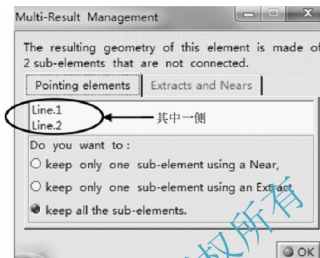 Multi-Result Management
The resulting geometry of this element is made of
2 sub-elements that are not connected.
Pointing elements
Extracts and Nears
Line.1
其中一侧
Line.2
Do you want to:
keep only one sub-element using a Near,
keep only one sub-element using an Extract,
keep all the sub-elements.
权所有
OK